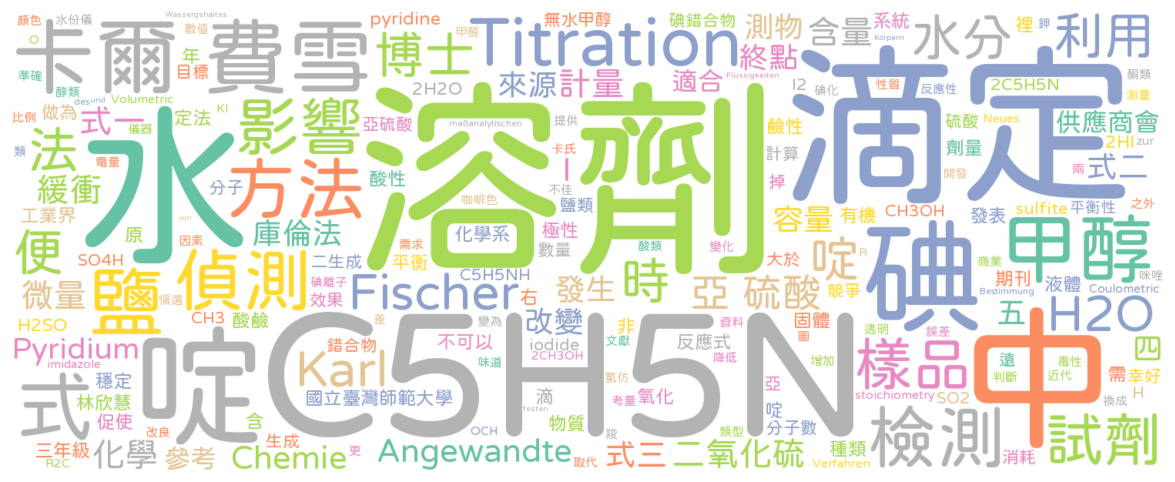 卡爾費雪
博士
Titration
pyridine
無水甲醇
碘錯合物
測物
含量
系統
水分
裡
鉀
利用
顏色
水份儀
Wassergehaltes
數值
甲醛
年
目標
O
準確
醇類
Volumetric
des
und
KI
終點
Körpern
來源
計量
適合
Flüssigkeiten
2H2O
I2
碘化
性質
反應性
2C5H5N
酮類
測量
比例
做為
式一
儀器
定法
影響
亞硫酸
maßanalytischen
提供
卡氏
水
溶劑
滴定
鹼性
硫酸
Neues
供應商會
2HI
zur
法
類
電量
緩衝
分子
方法
酸性
I
不佳
計算
劑量
掉
開發
兩
式二
工業界
咖啡色
鹽類
容量
有機
CH3OH
發表
sulfite
平衡性
之外
von
原
因素
庫倫法
需求
化學系
極性
數量
酸類
變化
碘
甲醇
便
SO4H
二生成
平衡
時
大於
啶
R
期刊
液體
商業
咪唑
Coulometric
Bestimmung
微量
鹽
偵測
償還
碘離子
效果
C5H5NH
右
Fischer
發生
亞
硫酸
競爭
H2O
H2SO
CH3
酸鹼
差
改變
非
文獻
變為
資料
降低
固體
圖
透明
誤差
五
Pyridium
imidazole
錯合物
不可以
iodide
反應式
味道
2CH3OH
氯仿
增加
樣品
遠
判斷
毒性
近代
中
四
幸好
需
H
換成
式
啶
C5H5N
Karl
穩定
林欣慧
促使
國立臺灣師範大學
含
滴
festen
考量
氧化
亞
啶
分子數
stoichiometry
SO2
三年級
R2C
改良
生成
化學
參考
Chemie
OCH
更
Angewandte
物質
羧
取代
式三
類型
二氧化硫
種類
Verfahren
檢測
消耗
試劑